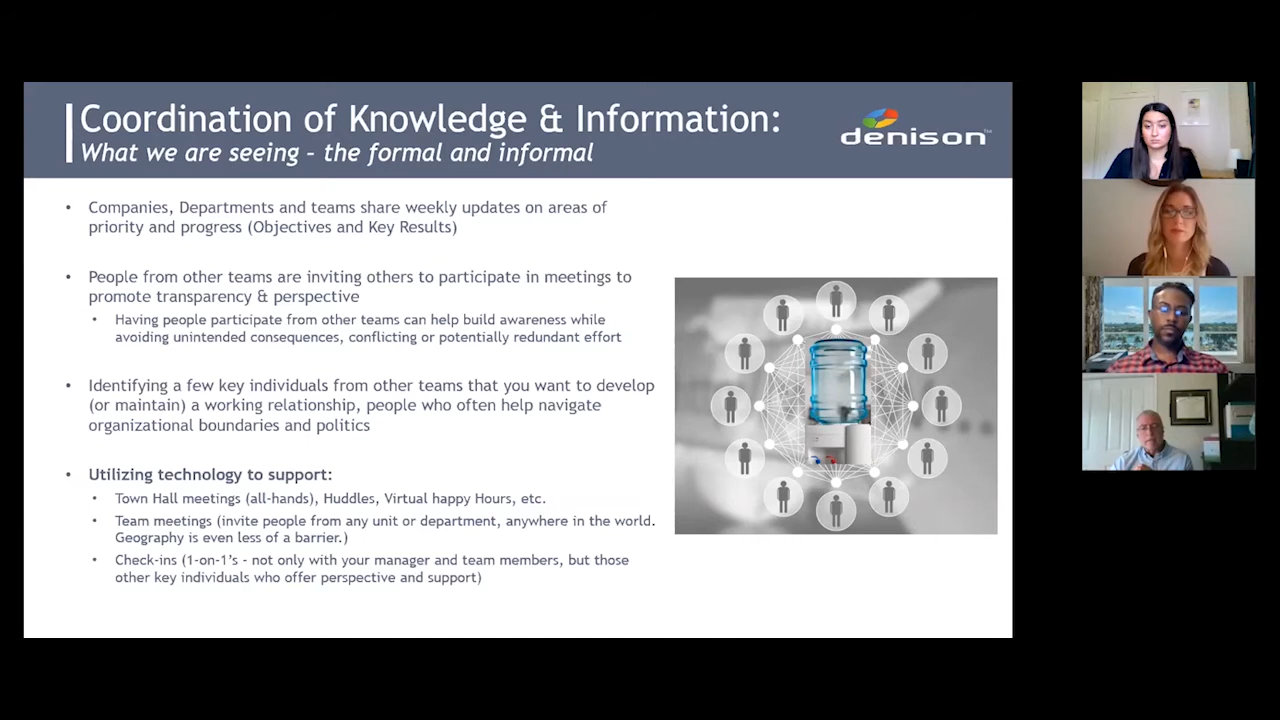 Coordination of Knowledge & Information:
What we are seeing – the formal and informal
denison™
• Companies, Departments and teams share weekly updates on areas of
priority and progress (Objectives and Key Results)
• People from other teams are inviting others to participate in meetings to
promote transparency & perspective
• Having people participate from other teams can help build awareness while
avoiding unintended consequences, conflicting or potentially redundant effort
• Identifying a few key individuals from other teams that you want to develop
(or maintain) a working relationship, people who often help navigate
organizational boundaries and politics
• Utilizing technology to support:
• Town Hall meetings (all-hands), Huddles, Virtual happy Hours, etc.
• Team meetings (invite people from any unit or department, anywhere in the world.
Geography is even less of a barrier.)
• Check-ins (1-on-1’s - not only with your manager and team members, but those
other key individuals who offer perspective and support)